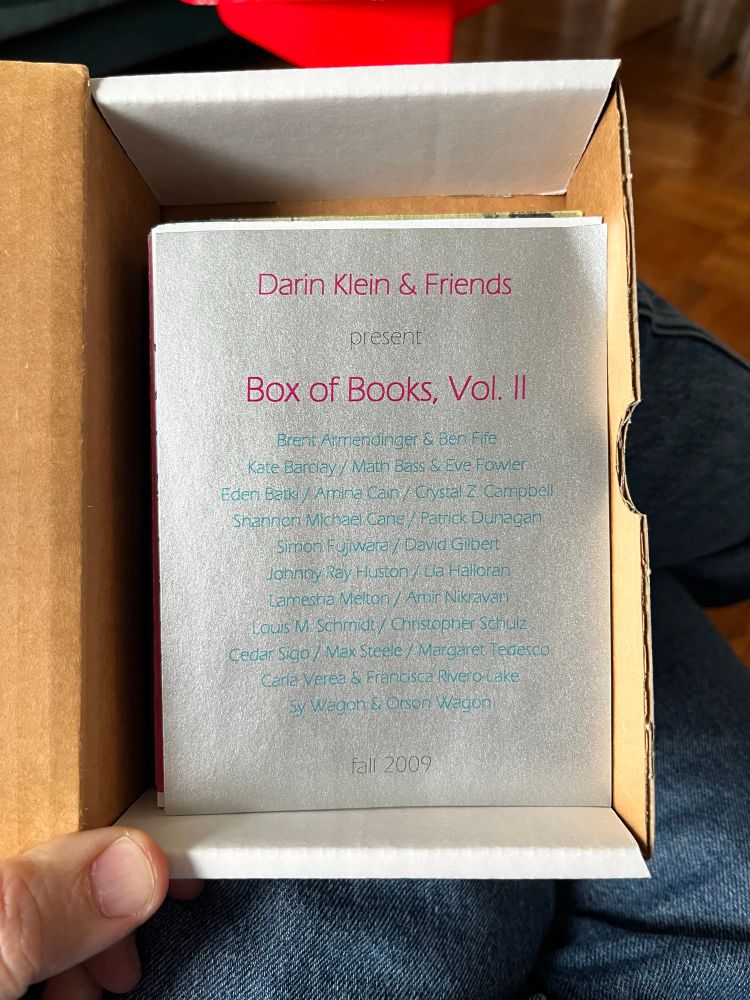 Darin Klein & Friends
present
Box of Books, Vol. II
Brent Armendinger & Ben Fife
Kate Barclay / Math Bass & Eve Fowler
Eden Batki / Amina Cain / Crystal Z. Campbell
Shannon Michael Cane / Patrick Dunagan
Simon Fujiwara / David Gilbert
Johnny Ray Huston / Lia Halloran
Lamesha Melton / Amir Nikravan
Louis M. Schmidt / Christopher Schulz
Cedar Sigo / Max Steele / Margaret Tedesco
Carla Verea & Francisca Rivero-Lake
Sy Wagon & Orson Wagon
fall 2009